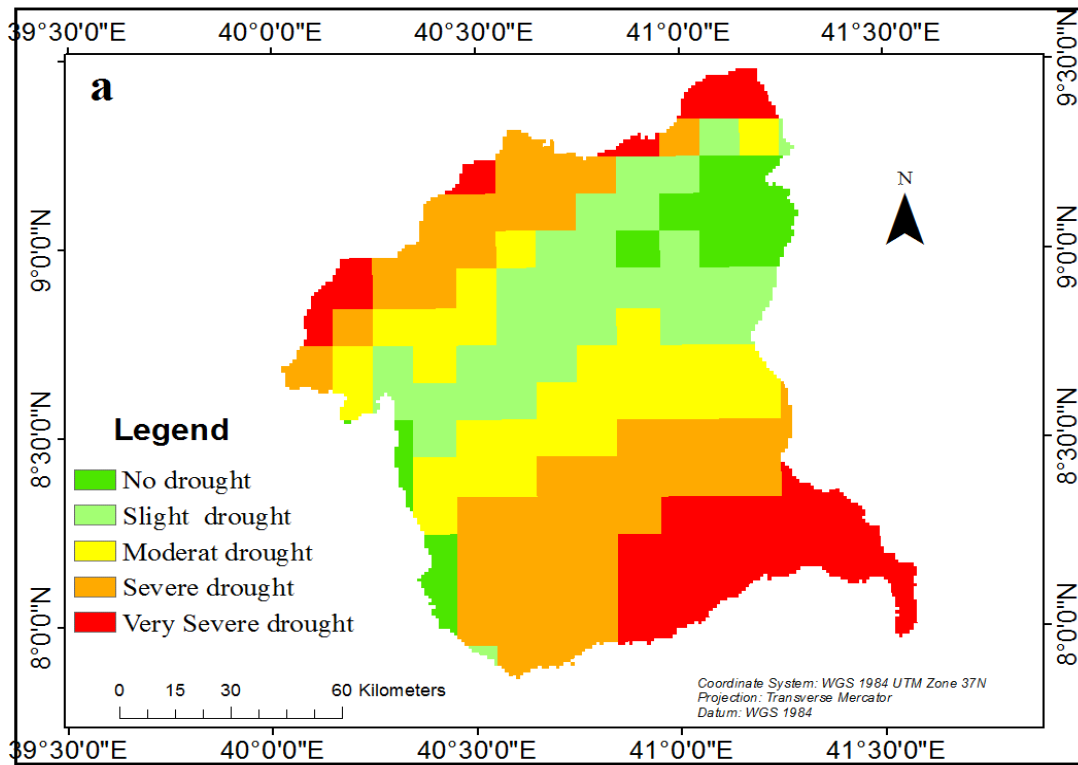 39°30'0"E 40°0'0"E 40°30'0"E 41°0'0"E 41°30'0"E
a
N
9°30'0"N
9°0'0"N
8°30'0"N
8°0'0"N
9°0'0"N
8°30'0"N
8°0'0"N
Legend
No drought
Slight drought
Moderat drought
Severe drought
Very Severe drought
0 15 30 60 Kilometers
Coordinate System: WGS 1984 UTM Zone 37N
Projection: Transverse Mercator
Datum: WGS 1984
39°30'0"E 40°0'0"E 40°30'0"E 41°0'0"E 41°30'0"E